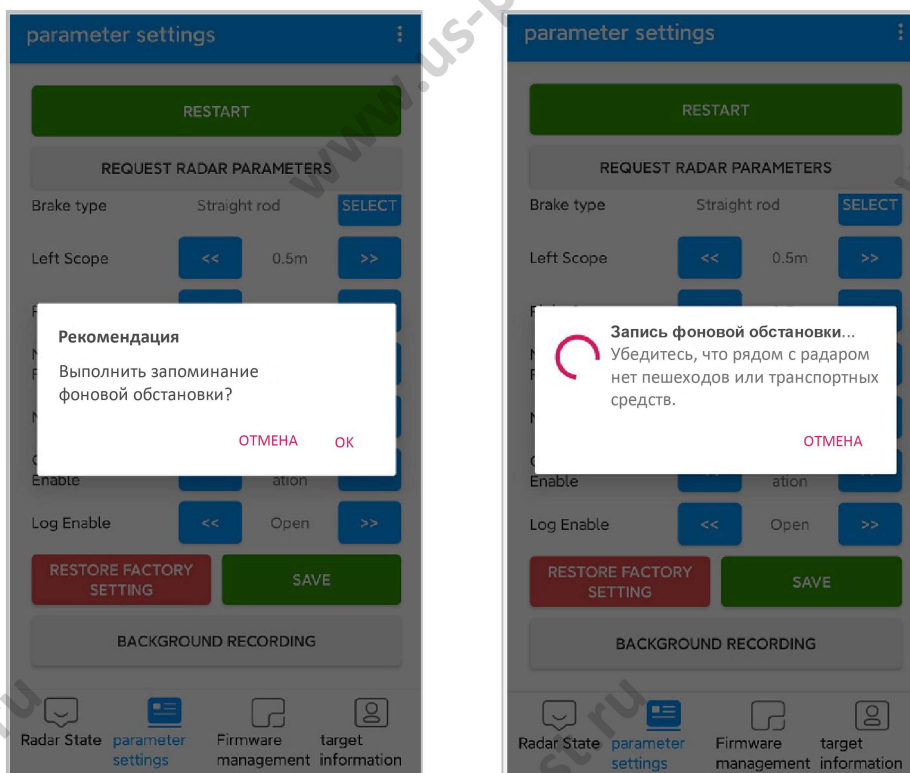 parameter settings
RESTART
REQUEST RADAR PARAMETERS
Brake type Straight rod SELECT
Left Scope << 0.5m >>
Рекомендация
Выполнить запоминание
фоновой обстановки?
ОТМЕНА ОК
Enable ation
Log Enable << Open >>
RESTORE FACTORY
SETTING
SAVE
BACKGROUND RECORDING
Radar State
parameter
settings
Firmware
management
target
information
parameter settings
RESTART
REQUEST RADAR PARAMETERS
Brake type Straight rod SELECT
Left Scope << 0.5m >>
Запись фоновой обстановки...
Убедитесь, что рядом с радаром
нет пешеходов или транспортных
средств.
ОТМЕНА
Enable ation
Log Enable << Open >>
RESTORE FACTORY
SETTING
SAVE
BACKGROUND RECORDING
Radar State
parameter
settings
Firmware
management
target
information